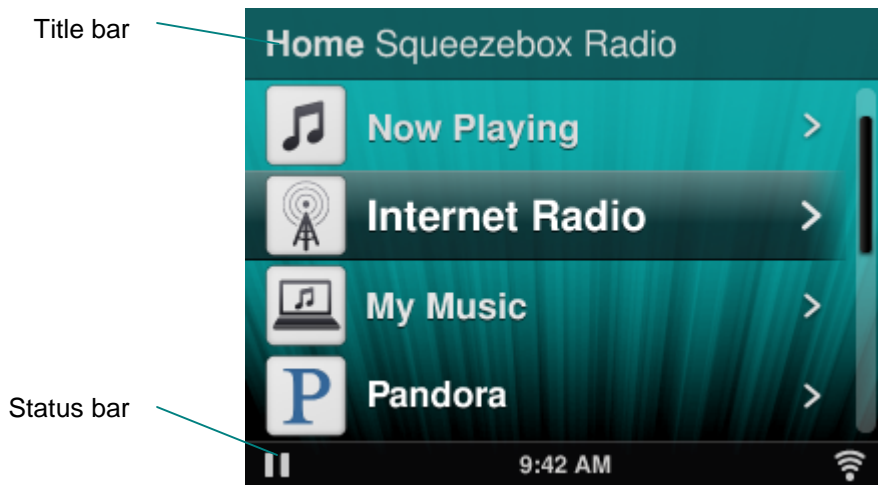 Title bar
Home Squeezebox Radio
Now Playing
Internet Radio
My Music
P
Pandora
Status bar
9:42 AM